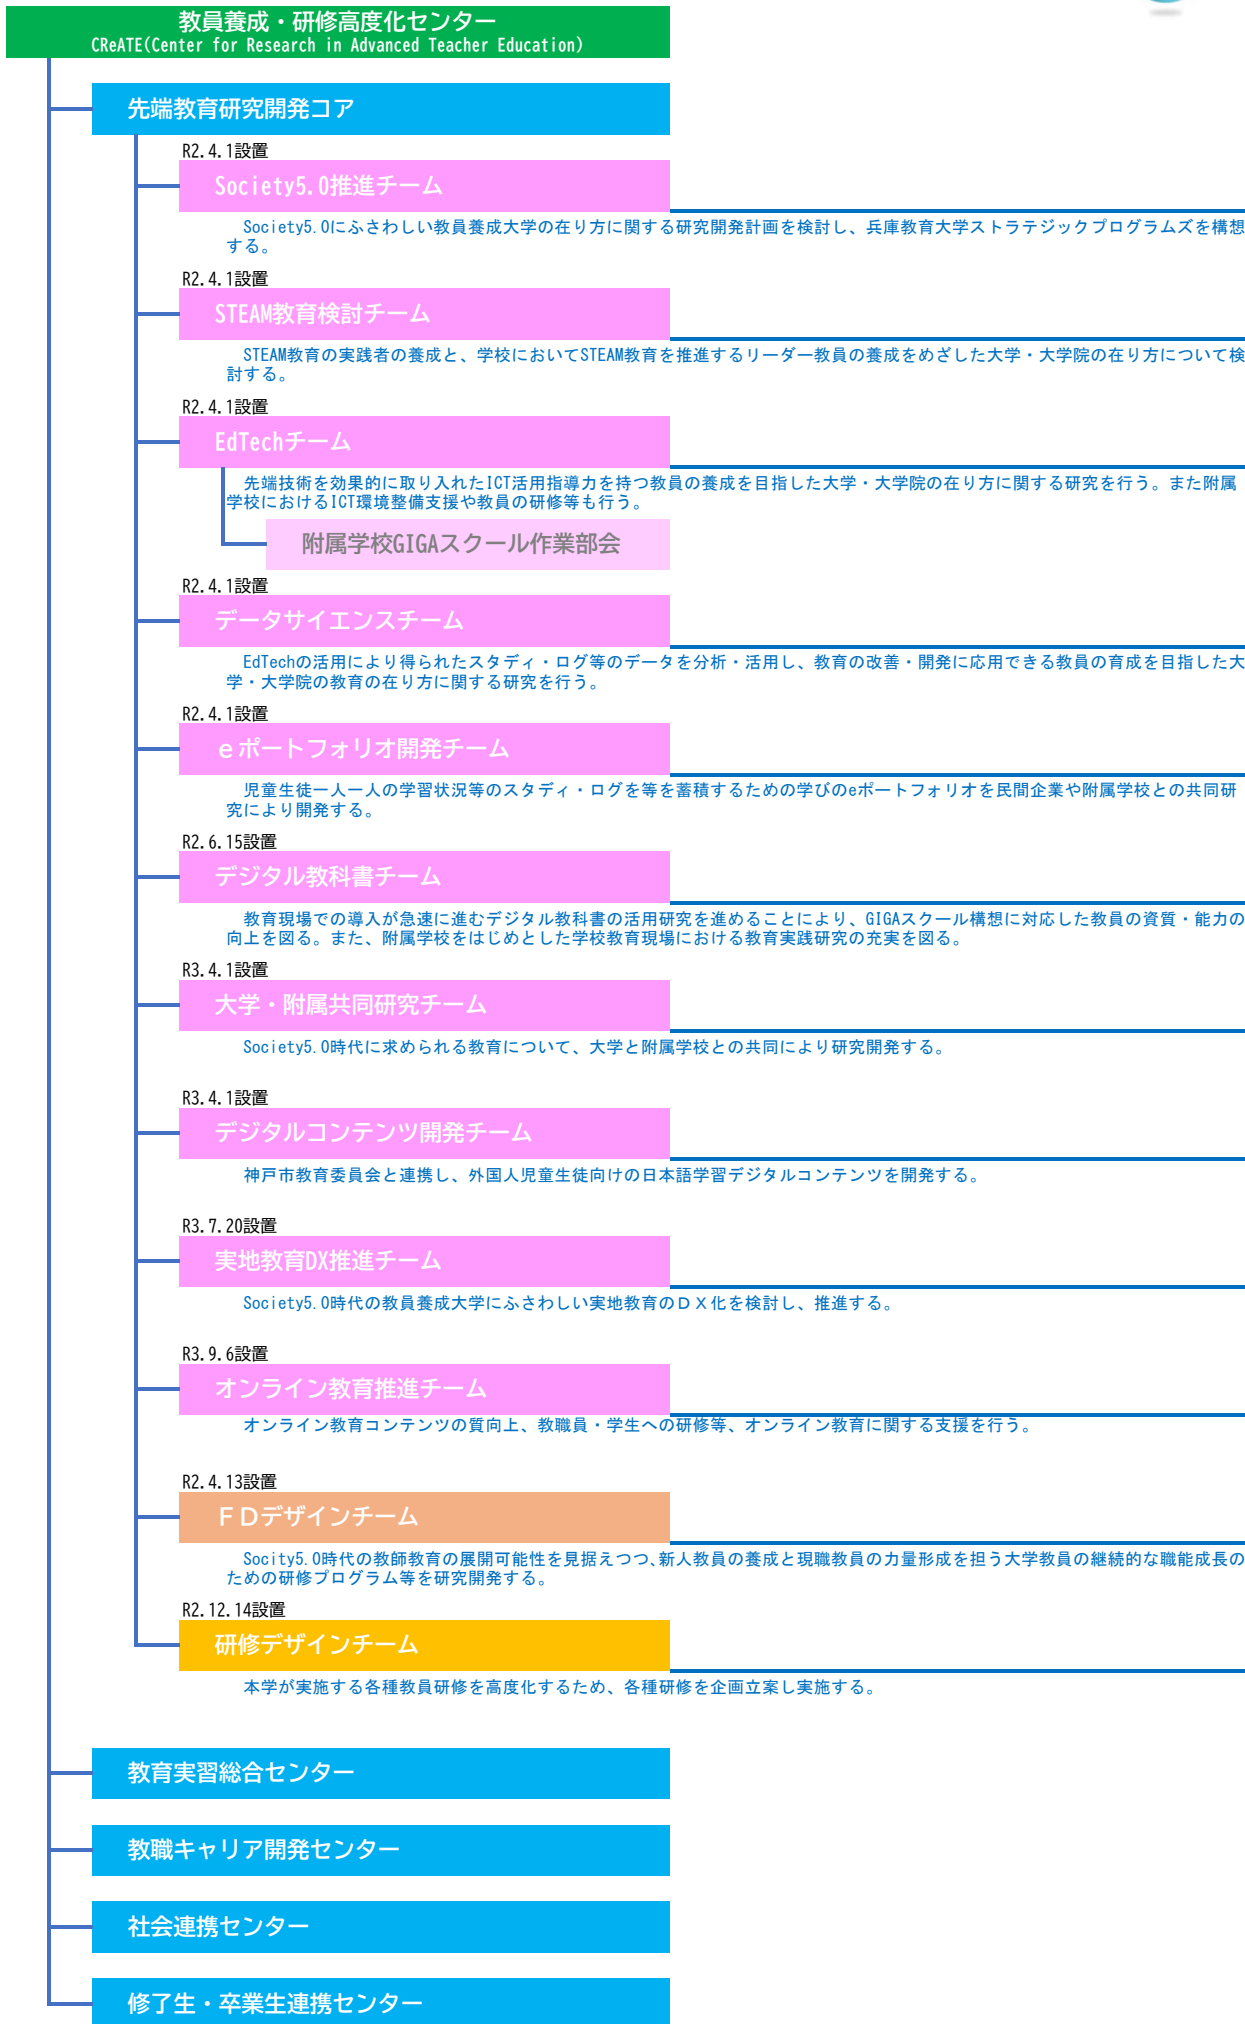 教員養成・研修高度化センター
CReATE(Center for Research in Advanced Teacher Education)
先端教育研究開発コア
R2.4.1設置
Society5.0推進チーム
Society5.0にふさわしい教員養成大学の在り方に関する研究開発計画を検討し、兵庫教育大学ストラテジックプログラムズを構想
する。
R2.4.1設置
STEAM教育検討チーム
STEAM教育の実践者の養成と、学校においてSTEAM教育を推進するリーダー教員の養成をめざした大学・大学院の在り方について検
討する。
R2.4.1設置
EdTechチーム
先端技術を効果的に取り入れたICT活用指導力を持つ教員の養成を目指した大学・大学院の在り方に関する研究を行う。また附属
学校におけるICT環境整備支援や教員の研修等も行う。
附属学校GIGAスクール作業部会
R2.4.1設置
データサイエンスチーム
EdTechの活用により得られたスタディ・ログ等のデータを分析・活用し、教育の改善・開発に応用できる教員の育成を目指した大
学・大学院の教育の在り方に関する研究を行う。
R2.4.1設置
ｅポートフォリオ開発チーム
児童生徒一人一人の学習状況等のスタディ・ログを等を蓄積するための学びのeポートフォリオを民間企業や附属学校との共同研
究により開発する。
R2.6.15設置
デジタル教科書チーム
教育現場での導入が急速に進むデジタル教科書の活用研究を進めることにより、GIGAスクール構想に対応した教員の資質・能力の
向上を図る。また、附属学校をはじめとした学校教育現場における教育実践研究の充実を図る。
R3.4.1設置
大学・附属共同研究チーム
Society5.0時代に求められる教育について、大学と附属学校との共同により研究開発する。
R3.4.1設置
デジタルコンテンツ開発チーム
神戸市教育委員会と連携し、外国人児童生徒向けの日本語学習デジタルコンテンツを開発する。
R3.7.20設置
実地教育DX推進チーム
Society5.0時代の教員養成大学にふさわしい実地教育のＤＸ化を検討し、推進する。
R3.9.6設置
オンライン教育推進チーム
オンライン教育コンテンツの質向上、教職員・学生への研修等、オンライン教育に関する支援を行う。
R2.4.13設置
ＦＤデザインチーム
Socity5.0時代の教師教育の展開可能性を見据えつつ、新人教員の養成と現職教員の力量形成を担う大学教員の継続的な職能成長の
ための研修プログラム等を研究開発する。
R2.12.14設置
研修デザインチーム
本学が実施する各種教員研修を高度化するため、各種研修を企画立案し実施する。
教育実習総合センター
教職キャリア開発センター
社会連携センター
修了生・卒業生連携センター